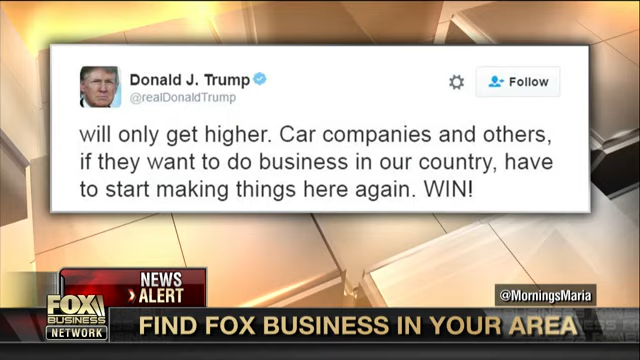 Donald J. Trump
@realDonaldTrump
Follow
will only get higher. Car companies and others,
if they want to do business in our country, have
to start making things here again. WIN!
NEWS
ALERT
@MorningsMaria
FOX
BUSINESS
NETWORK
FIND FOX BUSINESS IN YOUR AREA